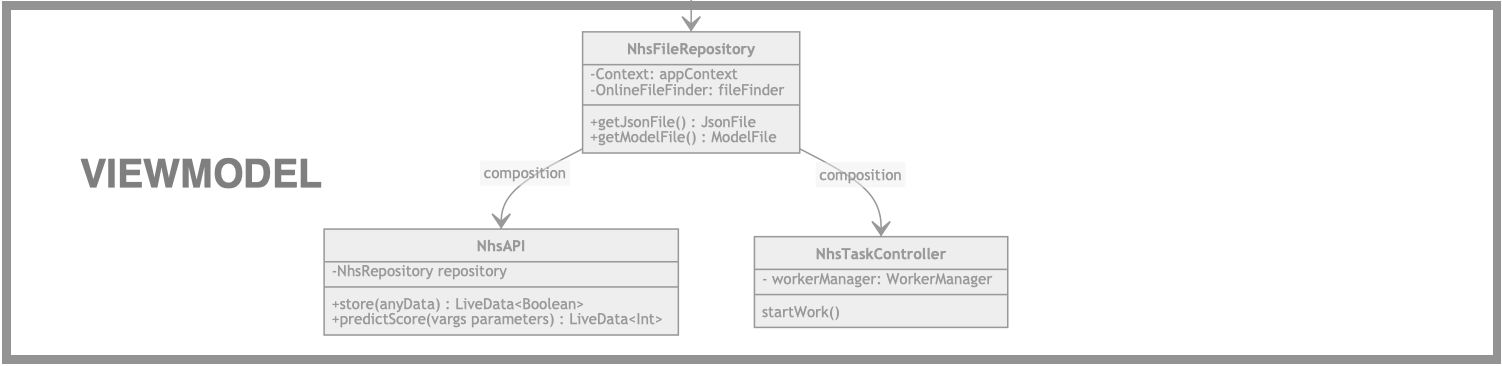 NhsFileRepository
-Context: appContext
-OnlineFileFinder: fileFinder
+getJsonFile() : JsonFile
+getModelFile() : ModelFile
VIEWMODEL
composition
composition
NhsAPI
-NhsRepository repository
+store(anyData) : LiveData<Boolean>
+predictScore(vargs parameters) : LiveData<Int>
NhsTaskController
- workerManager: WorkerManager
startWork()